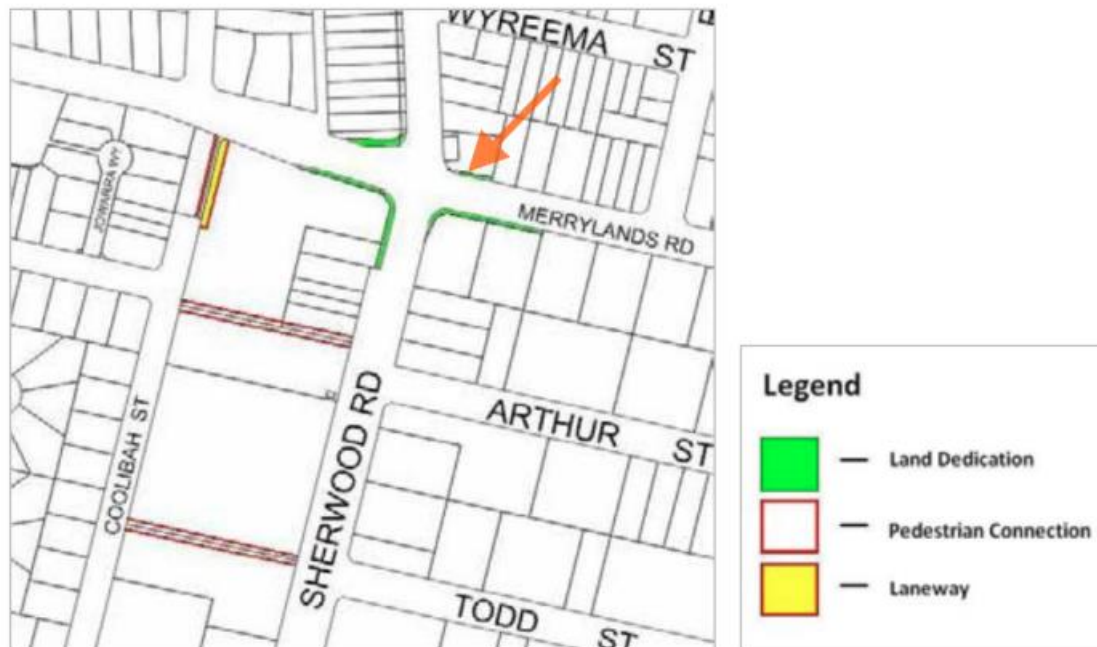 WYREEMA ST
JOWARRA WY
MERRYLANDS RD
COOLIBAH ST
SHERWOOD RD
ARTHUR ST
TODD ST
Legend
— Land Dedication
— Pedestrian Connection
— Laneway